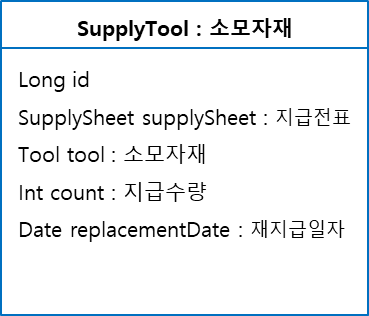 SupplyTool : 소모자재
Long id
SupplySheet supplySheet : 지급전표
Tool tool : 소모자재
Int count : 지급수량
Date replacementDate : 재지급일자